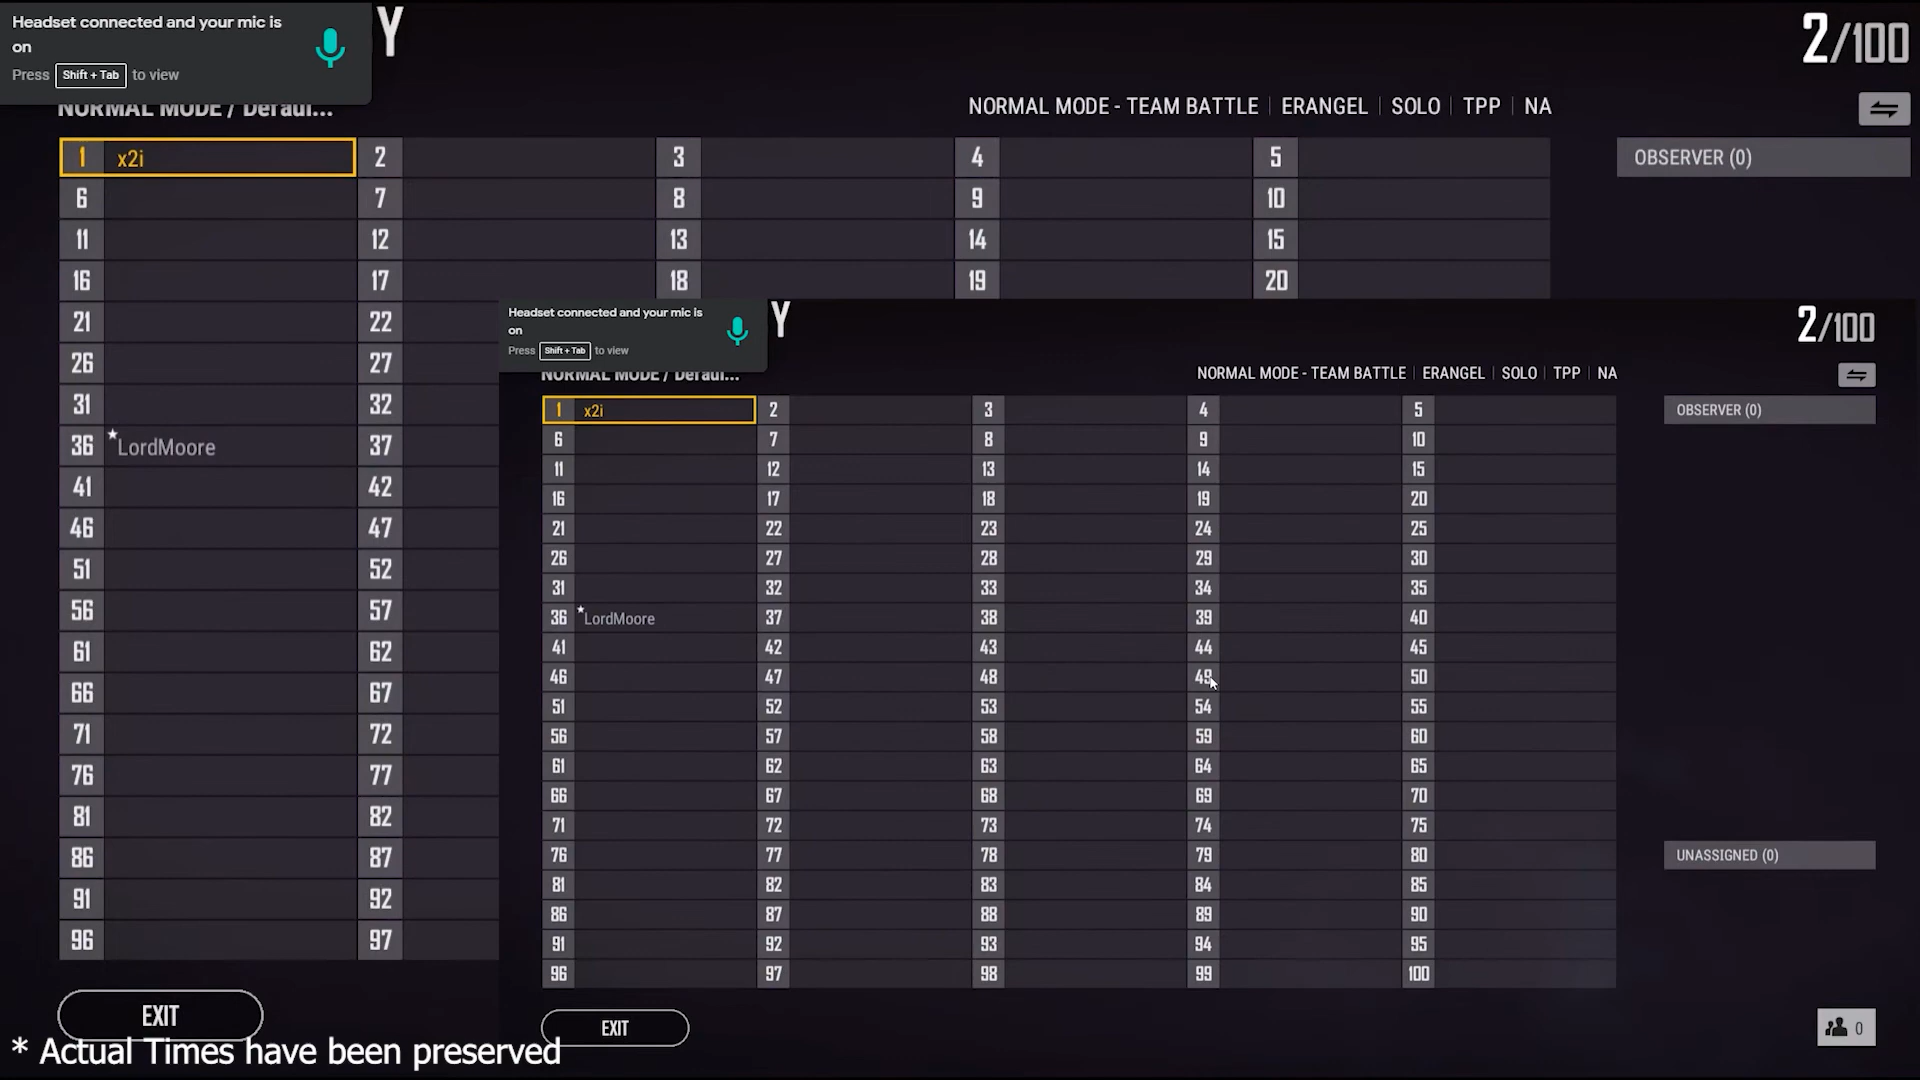 Headset connected and your mic is
on
Press Shift + Tab to view
Y
2/100
NORMAL MODE / Defaul...
NORMAL MODE - TEAM BATTLE ERANGEL SOLO TPP NA
1 x2i 2 3 4 5
OBSERVER (0)
6 7 8 9 10
11 12 13 14 15
16 17 18 19 20
21 22
26 27
31 32
36 *LordMoore 37
41 42
46 47
51 52
56 57
61 62
66 67
71 72
76 77
81 82
86 87
91 92
96 97
EXIT
Headset connected and your mic is
on
Press Shift + Tab to view
Y
2/100
NORMAL MODE / Defaul...
NORMAL MODE - TEAM BATTLE ERANGEL SOLO TPP NA
1 x2i 2 3 4 5
OBSERVER (0)
6 7 8 9 10
11 12 13 14 15
16 17 18 19 20
21 22 23 24 25
26 27 28 29 30
31 32 33 34 35
36 *LordMoore 37 38 39 40
41 42 43 44 45
46 47 48 49 50
51 52 53 54 55
56 57 58 59 60
61 62 63 64 65
66 67 68 69 70
71 72 73 74 75
76 77 78 79 80
UNASSIGNED (0)
81 82 83 84 85
86 87 88 89 90
91 92 93 94 95
96 97 98 99 100
EXIT
0
* Actual Times have been preserved